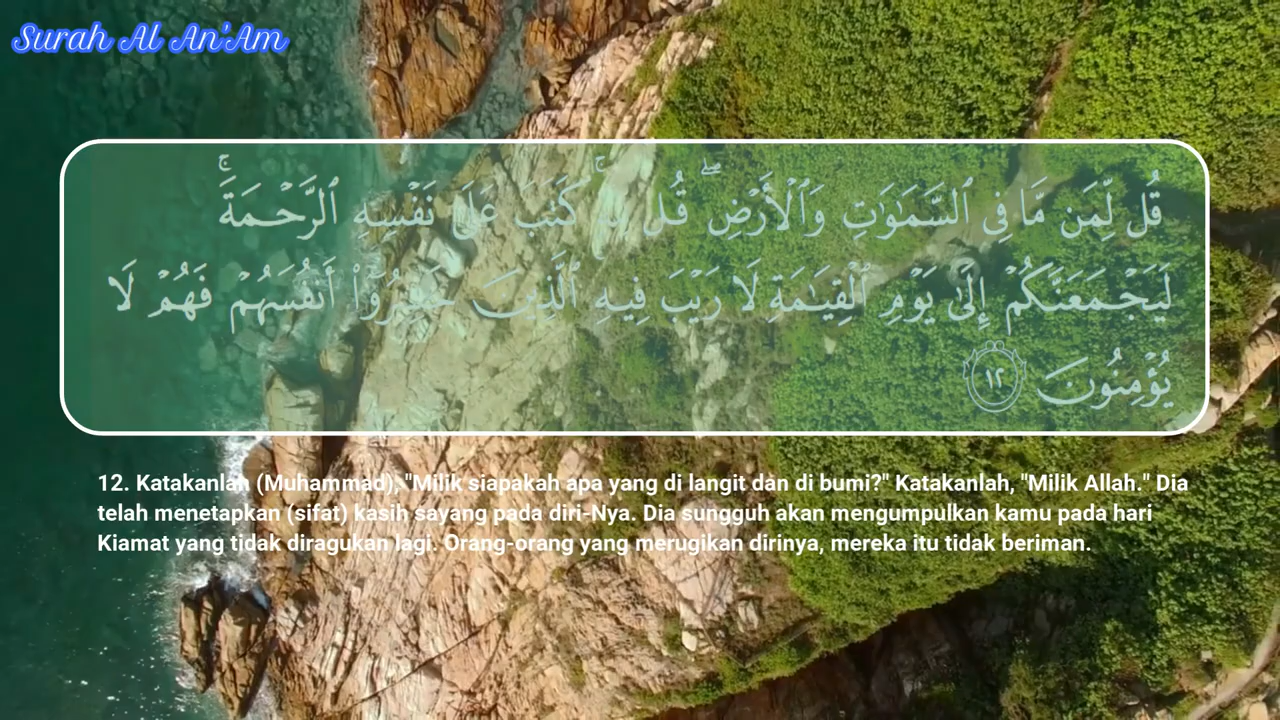 Surah Al An'Am
قُل لِّمَن مَّا فِى ٱلسَّمَـٰوَٰتِ وَٱلْأَرْضِ ۖ قُل لِّلَّهِ ۚ كَتَبَ عَلَىٰ نَفْسِهِ ٱلرَّحْمَةَ ۚ
لَيَجْمَعَنَّكُمْ إِلَىٰ يَوْمِ ٱلْقِيَـٰمَةِ لَا رَيْبَ فِيهِ ٱلَّذِينَ خَسِرُوٓا۟ أَنفُسَهُمْ فَهُمْ لَا
يُؤْمِنُونَ ١٢
12. Katakanlah (Muhammad), "Milik siapakah apa yang di langit dan di bumi?" Katakanlah, "Milik Allah." Dia
telah menetapkan (sifat) kasih sayang pada diri-Nya. Dia sungguh akan mengumpulkan kamu pada hari
Kiamat yang tidak diragukan lagi. Orang-orang yang merugikan dirinya, mereka itu tidak beriman.